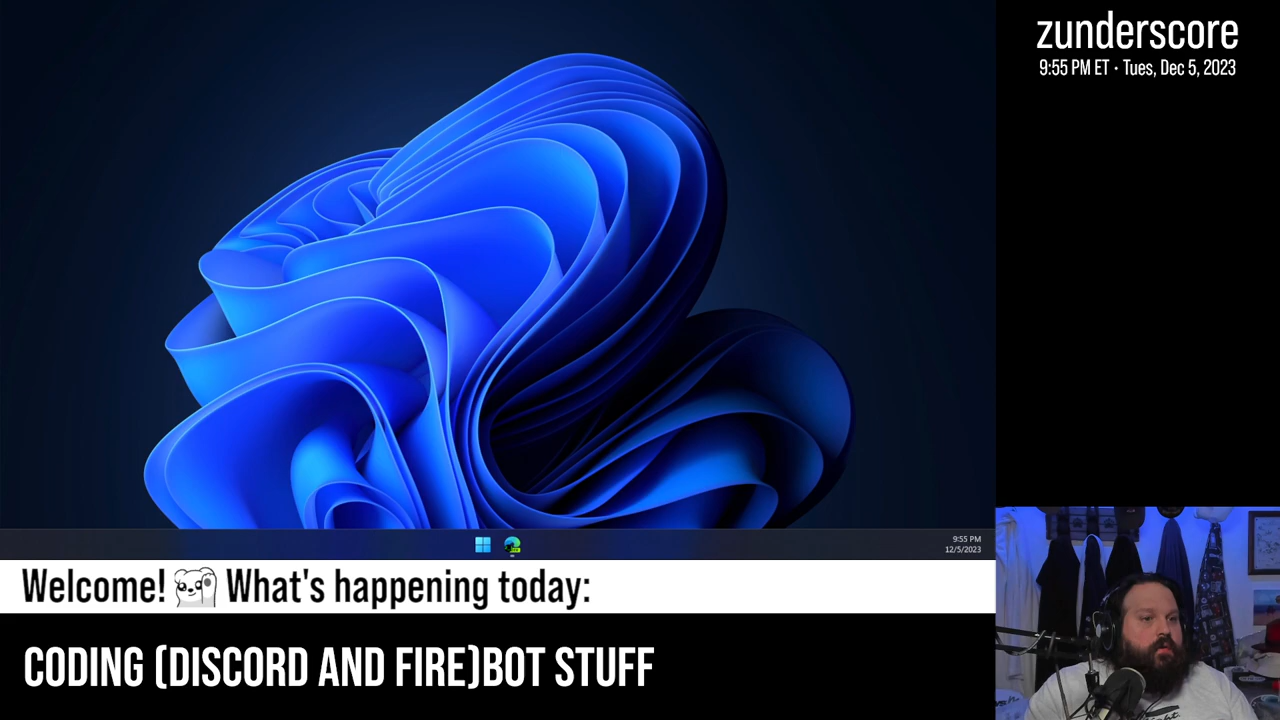 zunderscore
9:55 PM ET · Tues, Dec 5, 2023
9:55 PM
12/5/2023
Welcome! What's happening today:
CODING (DISCORD AND FIRE)BOT STUFF